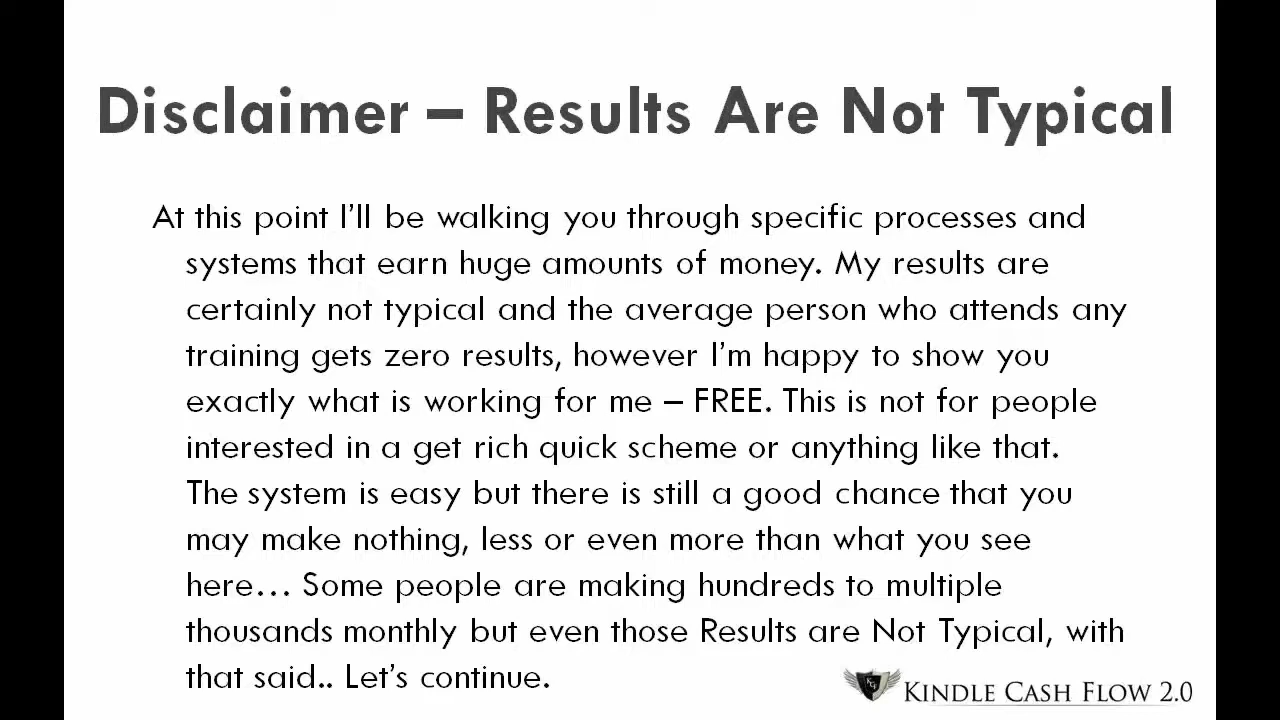 Disclaimer – Results Are Not Typical
At this point I'll be walking you through specific processes and
systems that earn huge amounts of money. My results are
certainly not typical and the average person who attends any
training gets zero results, however I'm happy to show you
exactly what is working for me – FREE. This is not for people
interested in a get rich quick scheme or anything like that.
The system is easy but there is still a good chance that you
may make nothing, less or even more than what you see
here… Some people are making hundreds to multiple
thousands monthly but even those Results are Not Typical, with
that said.. Let's continue.
KINDLE CASH FLOW 2.0